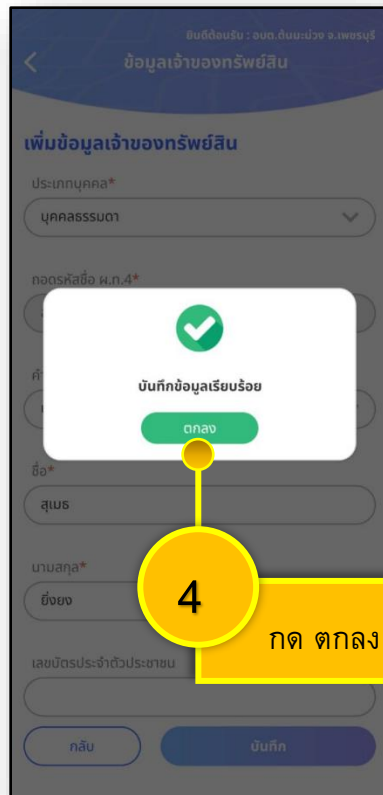 ยินดีต้อนรับ : อบต.ต้นมะม่วง จ.เพชรบุรี
ข้อมูลเจ้าของทรัพย์สิน
เพิ่มข้อมูลเจ้าของทรัพย์สิน
ประเภทบุคคล*
บุคคลธรรมดา
ถอดรหัสชื่อ ผ.ท.4*
บันทึกข้อมูลเรียบร้อย
ตกลง
ชื่อ*
สุเมธ
นามสกุล*
ยิ่งยง
4
กด ตกลง
เลขบัตรประจำตัวประชาชน
กลับ
บันทึก